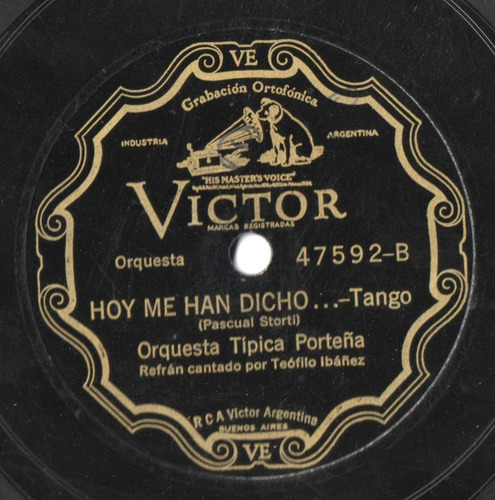 VE
Grabación Ortofónica
INDUSTRIA
ARGENTINA
"HIS MASTER'S VOICE"
VICTOR
MARCAS REGISTRADAS
Orquesta
47592-B
HOY ME HAN DICHO...-Tango
(Pascual Storti)
Orquesta Típica Porteña
Refrán cantado por Teófilo Ibáñez
RCA Victor Argentina
BUENOS AIRES
VE